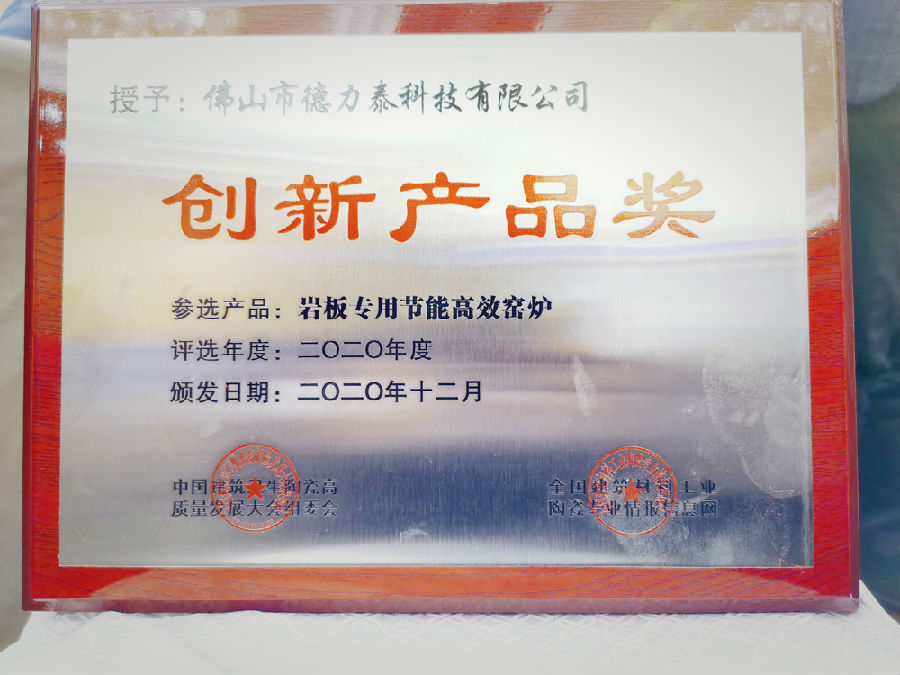 授予：佛山市德力泰科技有限公司
创新产品奖
参选产品：岩板专用节能高效窑炉
评选年度：二〇二〇年度
颁发日期：二〇二〇年十二月
中国建筑卫生陶瓷高
质量发展大会组委会
全国建筑材料工业
陶瓷专业情报信息网